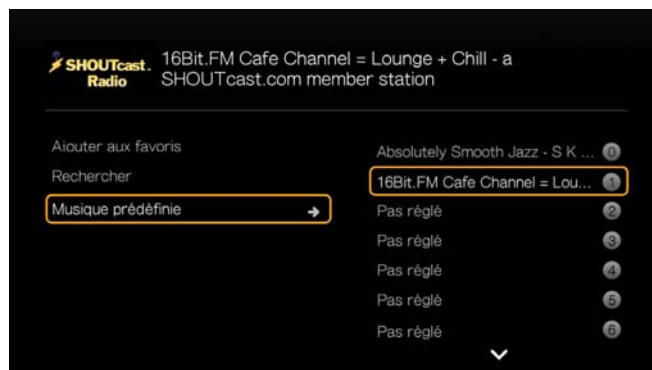 SHOUTcast.
Radio
16Bit.FM Cafe Channel = Lounge + Chill - a
SHOUTcast.com member station
Aiouter aux favoris
Rechercher
Musique prédéfinie
Absolutely Smooth Jazz - S K ... 0
16Bit.FM Cafe Channel = Lou... 1
Pas réglé 2
Pas réglé 3
Pas réglé 4
Pas réglé 5
Pas réglé 6